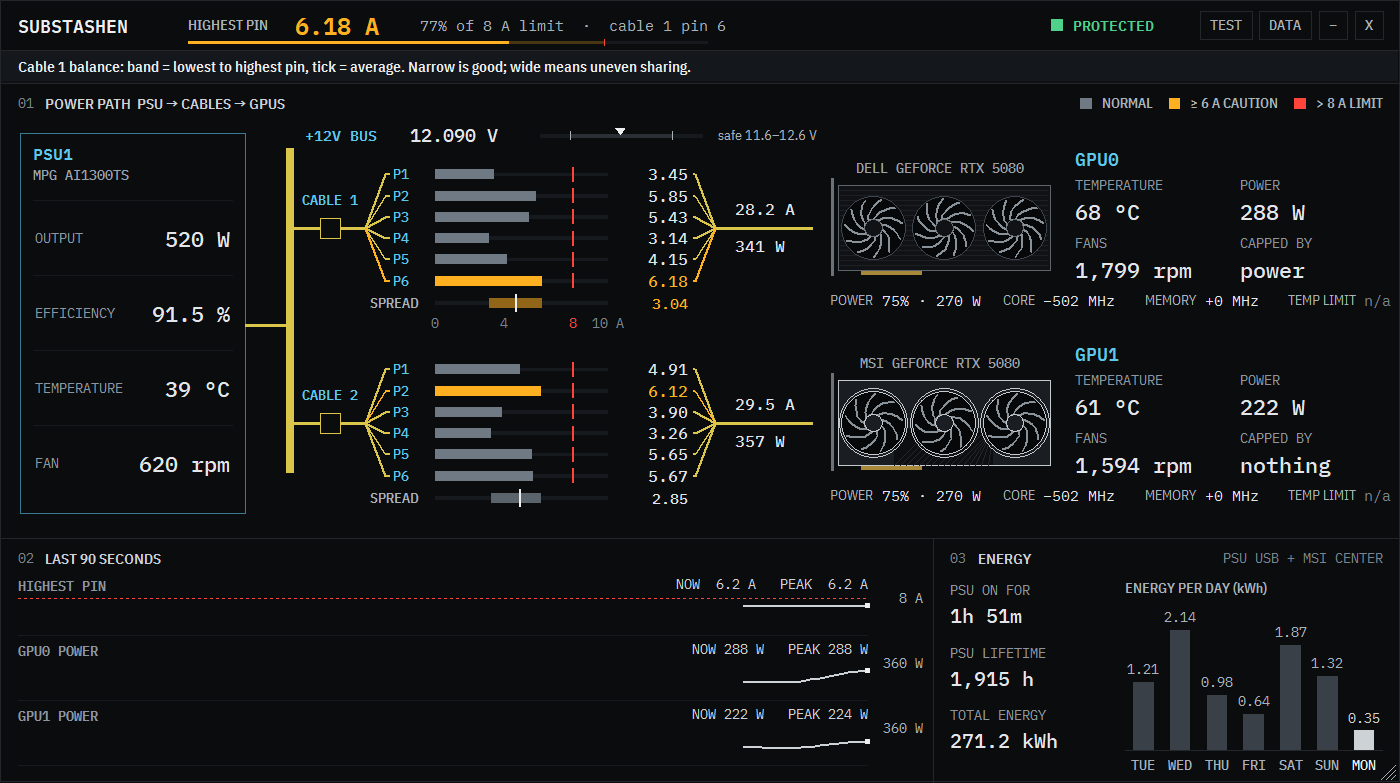 SUBSTASHEN HIGHEST PIN 6.18 A 77% of 8 A limit · cable 1 pin 6 PROTECTED TEST DATA − X
Cable 1 balance: band = lowest to highest pin, tick = average. Narrow is good; wide means uneven sharing.
01 POWER PATH PSU → CABLES → GPUS NORMAL ≥ 6 A CAUTION > 8 A LIMIT
+12V BUS 12.090 V safe 11.6–12.6 V
PSU1
MPG AI1300TS
OUTPUT 520 W
EFFICIENCY 91.5 %
TEMPERATURE 39 °C
FAN 620 rpm
CABLE 1
P1 3.45
P2 5.85
P3 5.43
P4 3.14
P5 4.15
P6 6.18
SPREAD 3.04
0 4 8 10 A
28.2 A
341 W
DELL GEFORCE RTX 5080
GPU0
TEMPERATURE POWER
68 °C 288 W
FANS CAPPED BY
1,799 rpm power
POWER 75% · 270 W CORE −502 MHz MEMORY +0 MHz TEMP LIMIT n/a
CABLE 2
P1 4.91
P2 6.12
P3 3.90
P4 3.26
P5 5.65
P6 5.67
SPREAD 2.85
29.5 A
357 W
MSI GEFORCE RTX 5080
GPU1
TEMPERATURE POWER
61 °C 222 W
FANS CAPPED BY
1,594 rpm nothing
POWER 75% · 270 W CORE −502 MHz MEMORY +0 MHz TEMP LIMIT n/a
02 LAST 90 SECONDS
HIGHEST PIN NOW 6.2 A PEAK 6.2 A
8 A
GPU0 POWER NOW 288 W PEAK 288 W
360 W
GPU1 POWER NOW 222 W PEAK 224 W
360 W
03 ENERGY PSU USB + MSI CENTER
PSU ON FOR
1h 51m
PSU LIFETIME
1,915 h
TOTAL ENERGY
271.2 kWh
ENERGY PER DAY (kWh)
1.21 2.14 0.98 0.64 1.87 1.32 0.35
TUE WED THU FRI SAT SUN MON